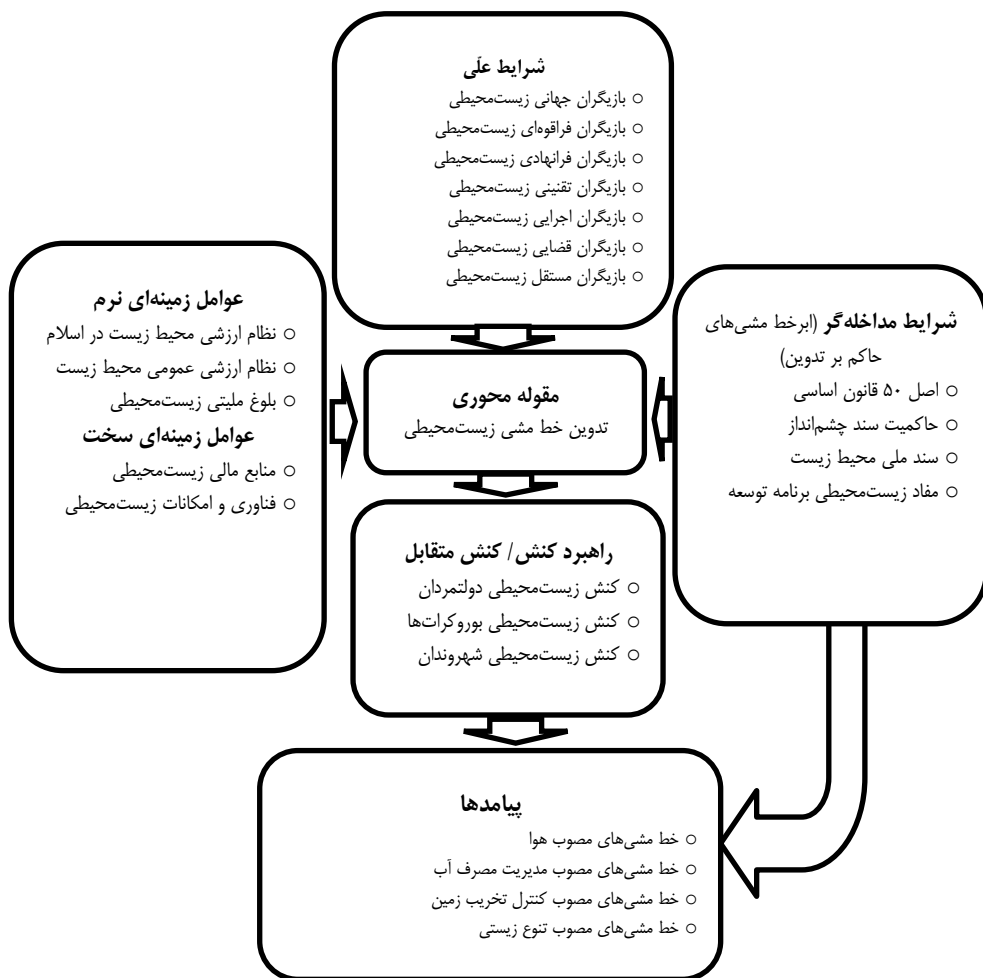 شرایط علّی
○ بازیگران جهانی زیست‌محیطی
○ بازیگران فراقوه‌ای زیست‌محیطی
○ بازیگران فرانهادی زیست‌محیطی
○ بازیگران تقنینی زیست‌محیطی
○ بازیگران اجرایی زیست‌محیطی
○ بازیگران قضایی زیست‌محیطی
○ بازیگران مستقل زیست‌محیطی
شرایط مداخله‌گر (ابرخط مشی‌های
حاکم بر تدوین)
○ اصل ۵۰ قانون اساسی
○ حاکمیت سند چشم‌انداز
○ سند ملی محیط زیست
○ مفاد زیست‌محیطی برنامه توسعه
مقوله محوری
تدوین خط مشی زیست‌محیطی
عوامل زمینه‌ای نرم
○ نظام ارزشی محیط زیست در اسلام
○ نظام ارزشی عمومی محیط زیست
○ بلوغ ملیتی زیست‌محیطی
عوامل زمینه‌ای سخت
○ منابع مالی زیست‌محیطی
○ فناوری و امکانات زیست‌محیطی
راهبرد کنش/ کنش متقابل
○ کنش زیست‌محیطی دولتمردان
○ کنش زیست‌محیطی بوروکرات‌ها
○ کنش زیست‌محیطی شهروندان
پیامدها
○ خط مشی‌های مصوب هوا
○ خط مشی‌های مصوب مدیریت مصرف آب
○ خط مشی‌های مصوب کنترل تخریب زمین
○ خط مشی‌های مصوب تنوع زیستی